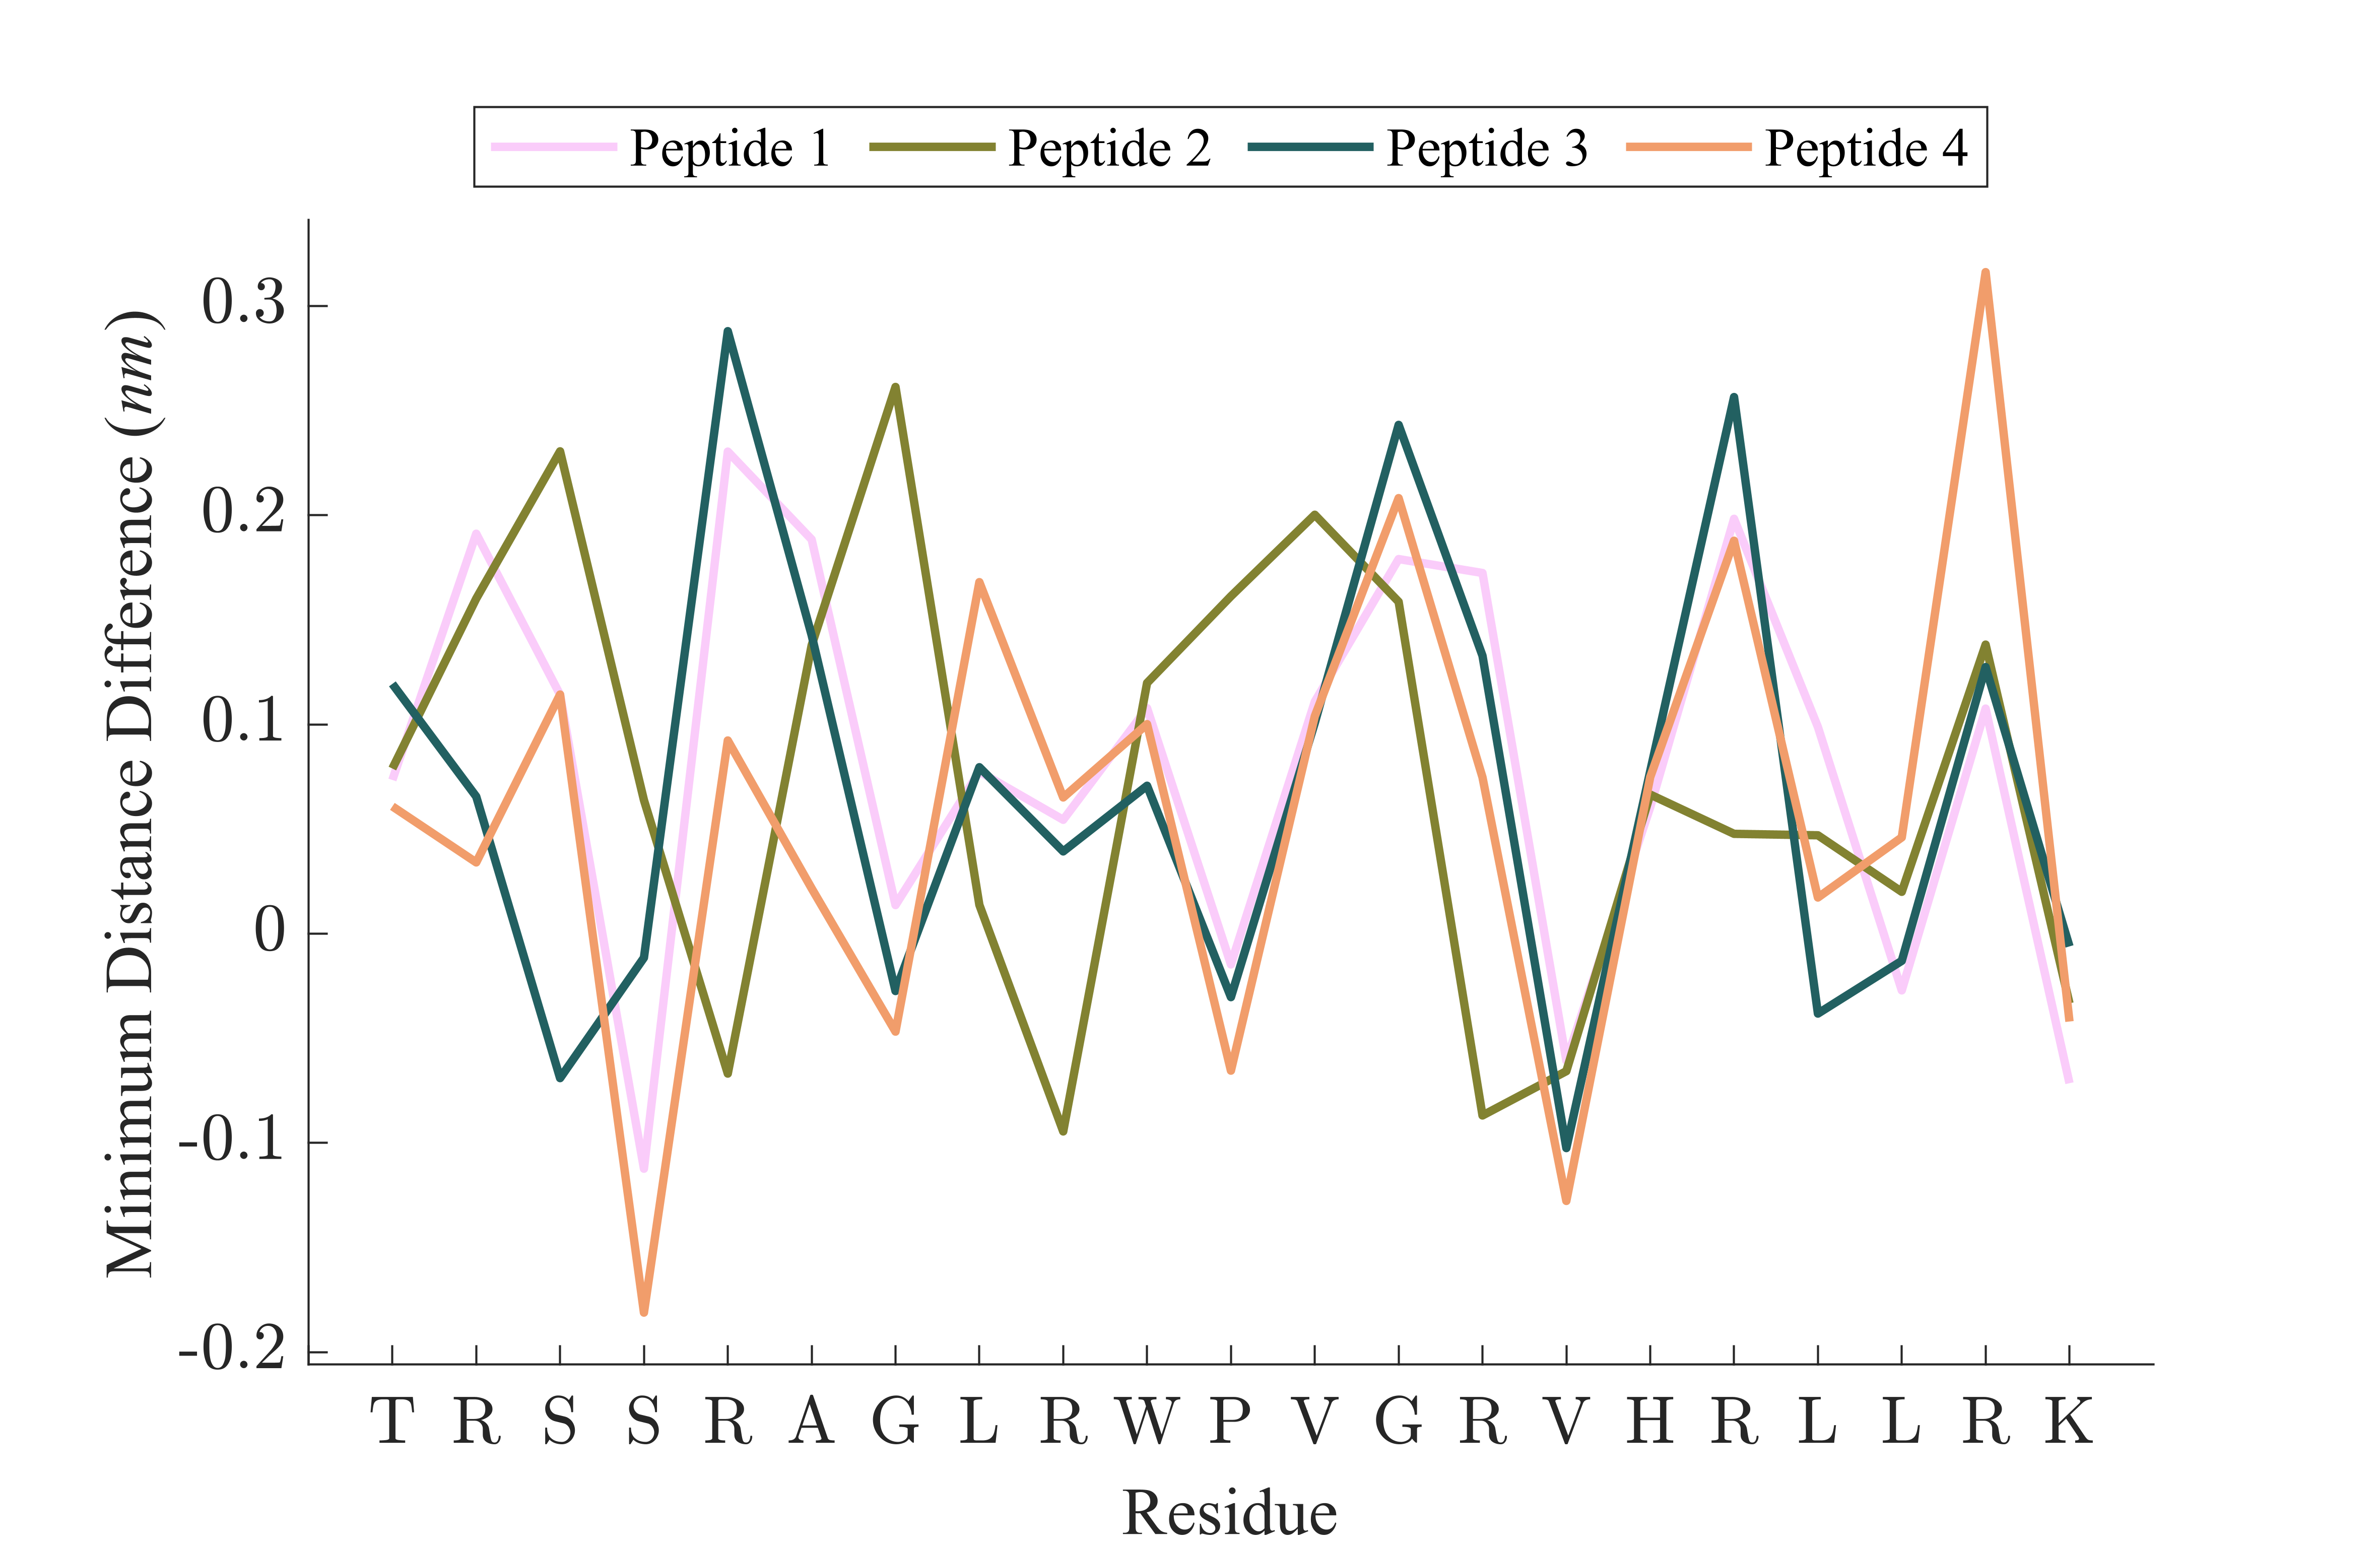 Peptide 1 Peptide 2 Peptide 3 Peptide 4
Minimum Distance Difference (nm)
0.3
0.2
0.1
0
-0.1
-0.2
T R S S R A G L R W P V G R V H R L L R K
Residue